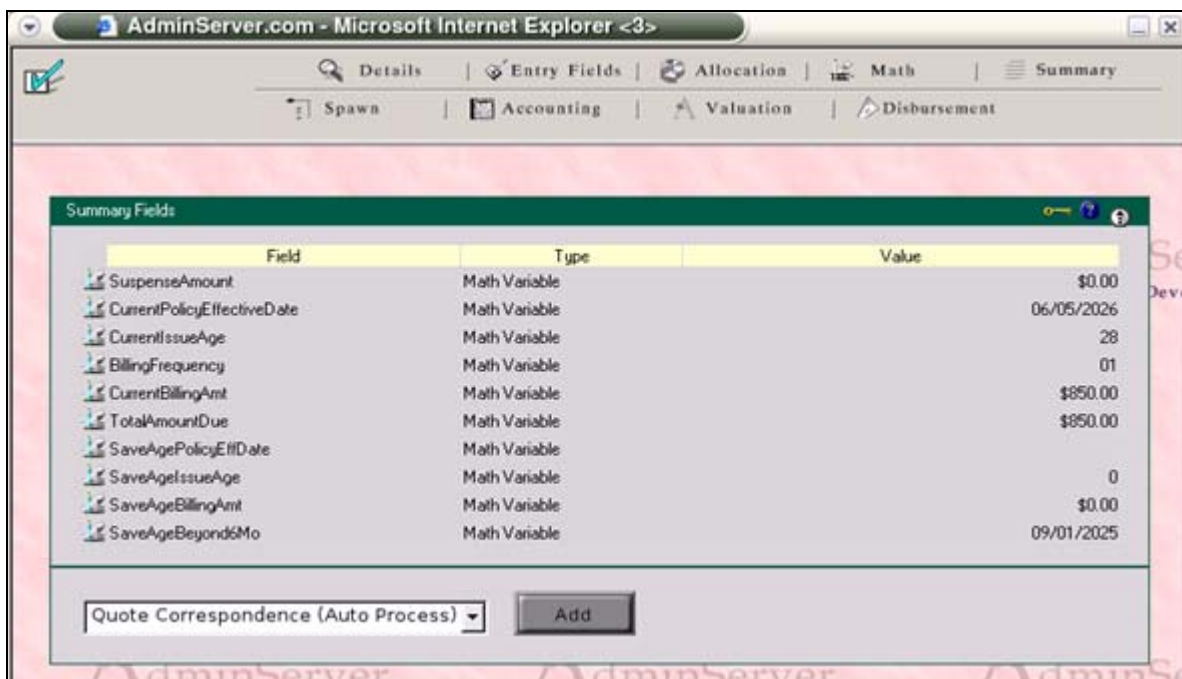 AdminServer.com - Microsoft Internet Explorer <3>
Details | Entry Fields | Allocation | Math | Summary
Spawn | Accounting | Valuation | Disbursement
Summary Fields
Field Type Value
SuspenseAmount Math Variable $0.00
CurrentPolicyEffectiveDate Math Variable 06/05/2026
CurrentIssueAge Math Variable 28
BillingFrequency Math Variable 01
CurrentBillingAmt Math Variable $850.00
TotalAmountDue Math Variable $850.00
SaveAgePolicyEffDate Math Variable
SaveAgeIssueAge Math Variable 0
SaveAgeBillingAmt Math Variable $0.00
SaveAgeBeyond6Mo Math Variable 09/01/2025
Quote Correspondence (Auto Process) Add
AdminServer AdminServer